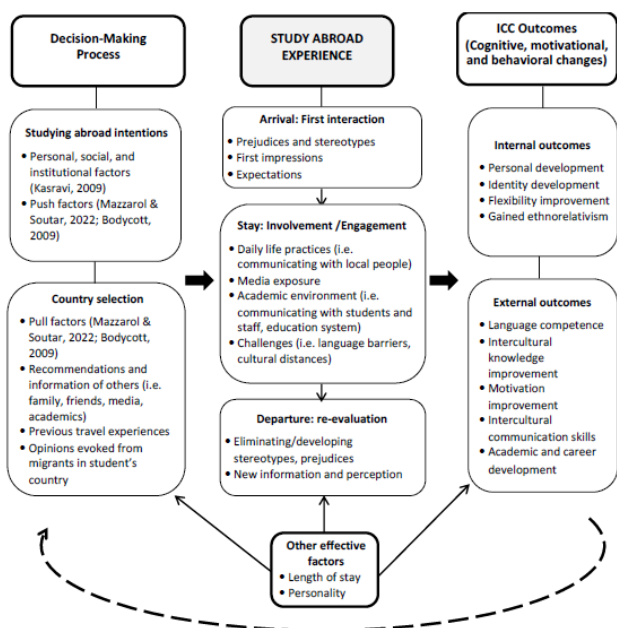 Decision-Making
Process
Studying abroad intentions
• Personal, social, and
institutional factors
(Kasravi, 2009)
• Push factors (Mazzarol &
Soutar, 2022; Bodycott,
2009)
Country selection
• Pull factors (Mazzarol &
Soutar, 2022; Bodycott,
2009)
• Recommendations and
information of others (i.e.
family, friends, media,
academics)
• Previous travel experiences
• Opinions evoked from
migrants in student's
country
STUDY ABROAD
EXPERIENCE
Arrival: First interaction
• Prejudices and stereotypes
• First impressions
• Expectations
Stay: Involvement /Engagement
• Daily life practices (i.e.
communicating with local people)
• Media exposure
• Academic environment (i.e.
communicating with students and
staff, education system)
• Challenges (i.e. language barriers,
cultural distances)
Departure: re-evaluation
• Eliminating/developing
stereotypes, prejudices
• New information and perception
Other effective
factors
• Length of stay
• Personality
ICC Outcomes
(Cognitive, motivational,
and behavioral changes)
Internal outcomes
• Personal development
• Identity development
• Flexibility improvement
• Gained ethnorelativism
External outcomes
• Language competence
• Intercultural
knowledge
improvement
• Motivation
improvement
• Intercultural
communication skills
• Academic and career
development